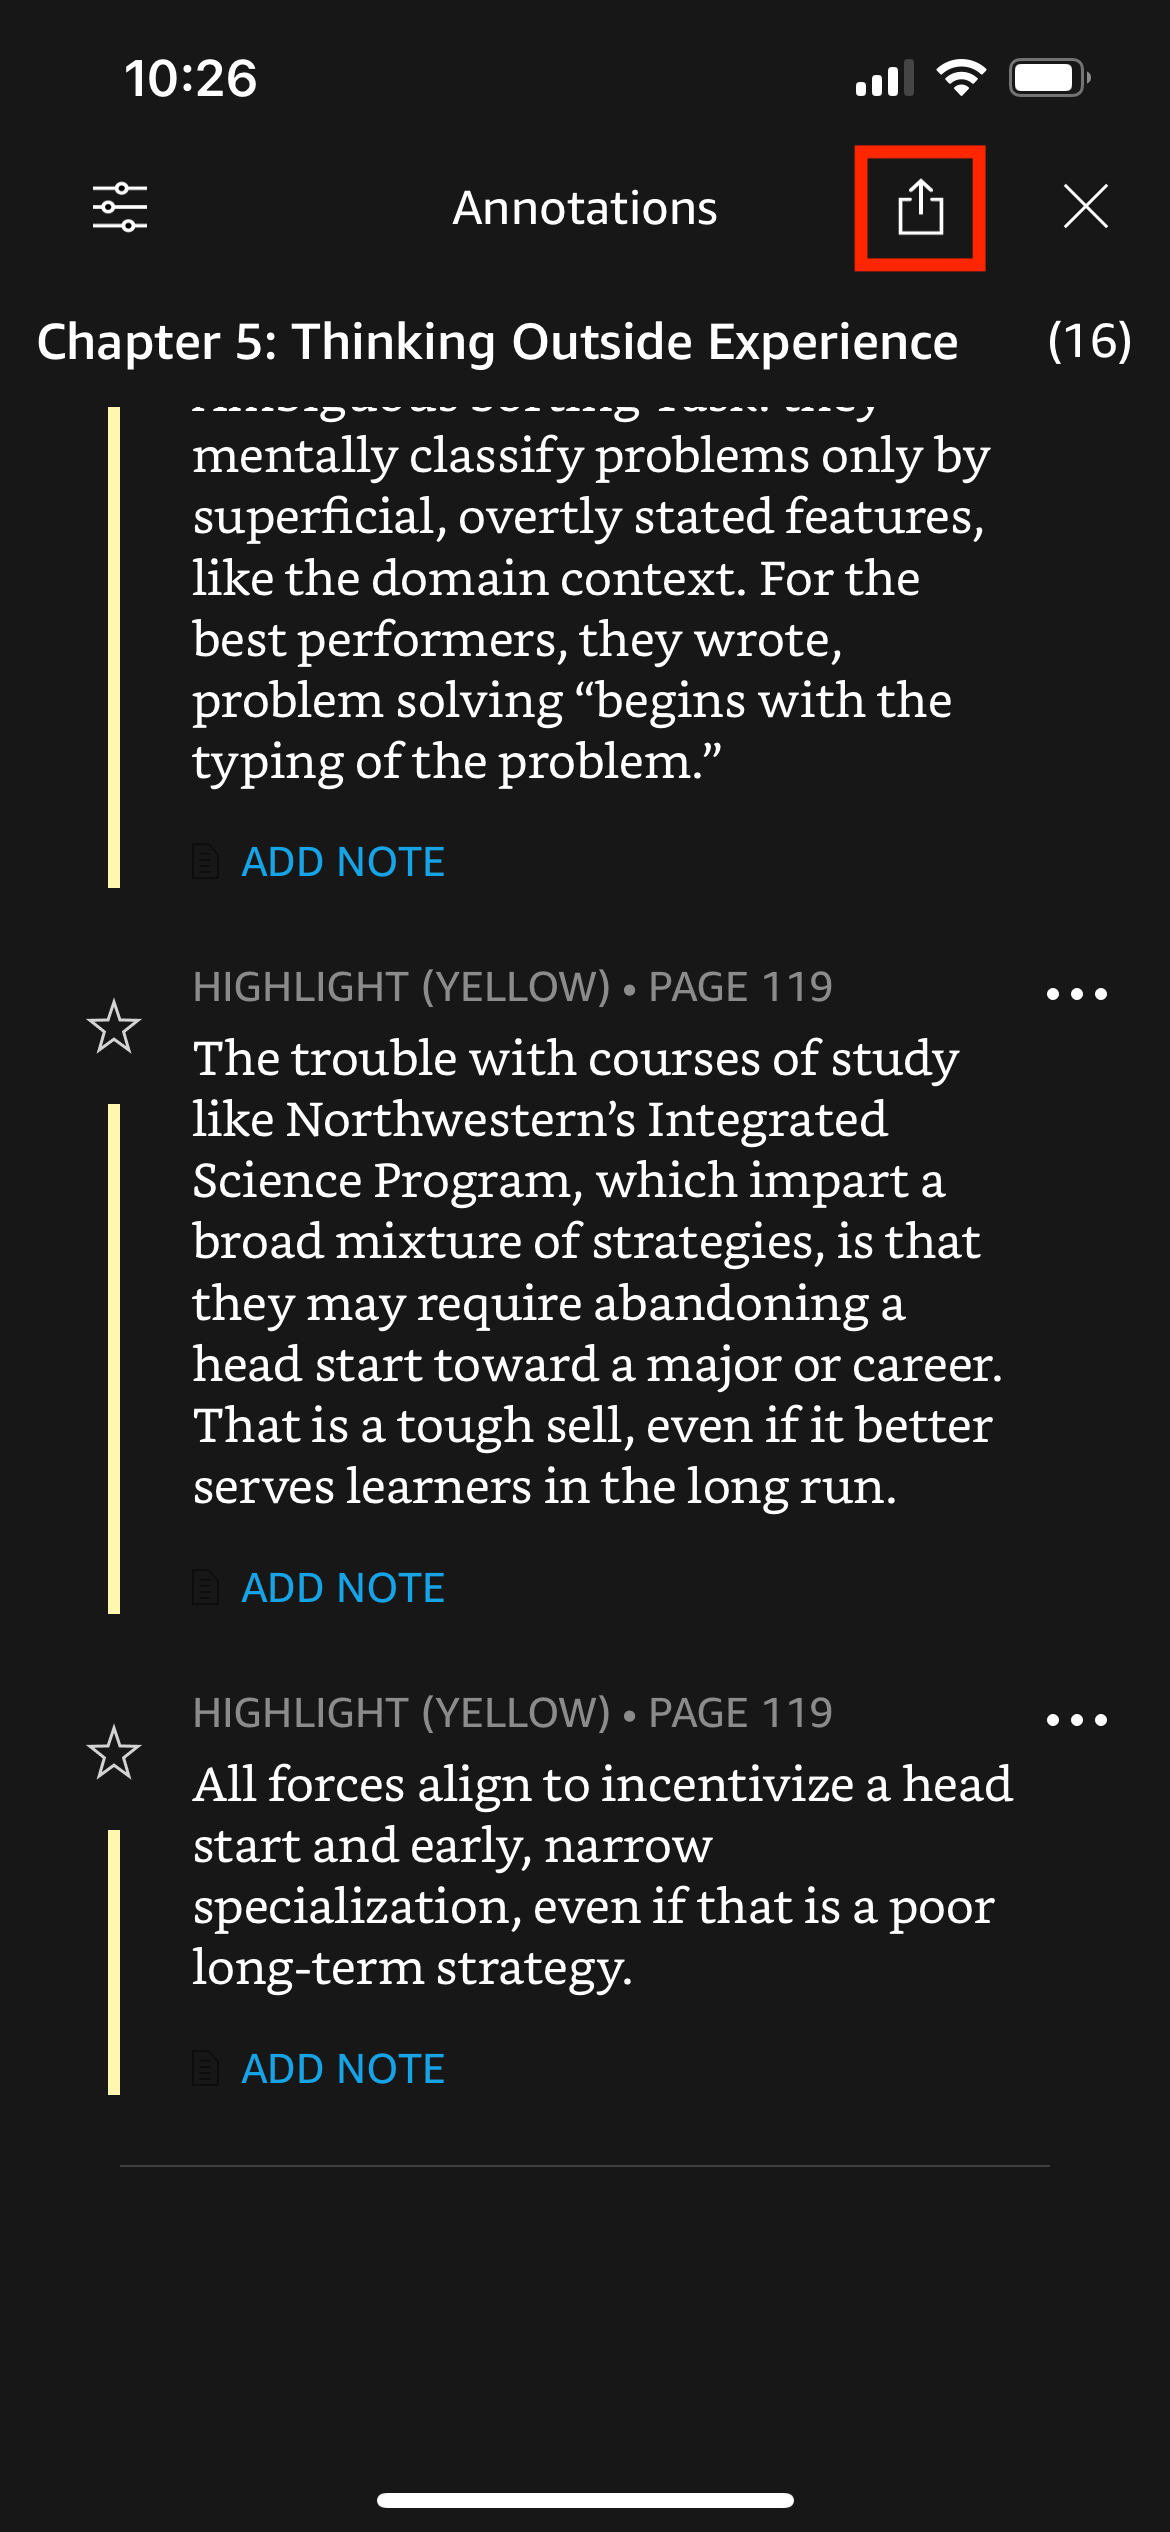 10:26
Annotations
Chapter 5: Thinking Outside Experience (16)
Ambiguous Sorting Task: they
mentally classify problems only by
superficial, overtly stated features,
like the domain context. For the
best performers, they wrote,
problem solving “begins with the
typing of the problem.”
ADD NOTE
HIGHLIGHT (YELLOW) • PAGE 119
The trouble with courses of study
like Northwestern’s Integrated
Science Program, which impart a
broad mixture of strategies, is that
they may require abandoning a
head start toward a major or career.
That is a tough sell, even if it better
serves learners in the long run.
ADD NOTE
HIGHLIGHT (YELLOW) • PAGE 119
All forces align to incentivize a head
start and early, narrow
specialization, even if that is a poor
long-term strategy.
ADD NOTE